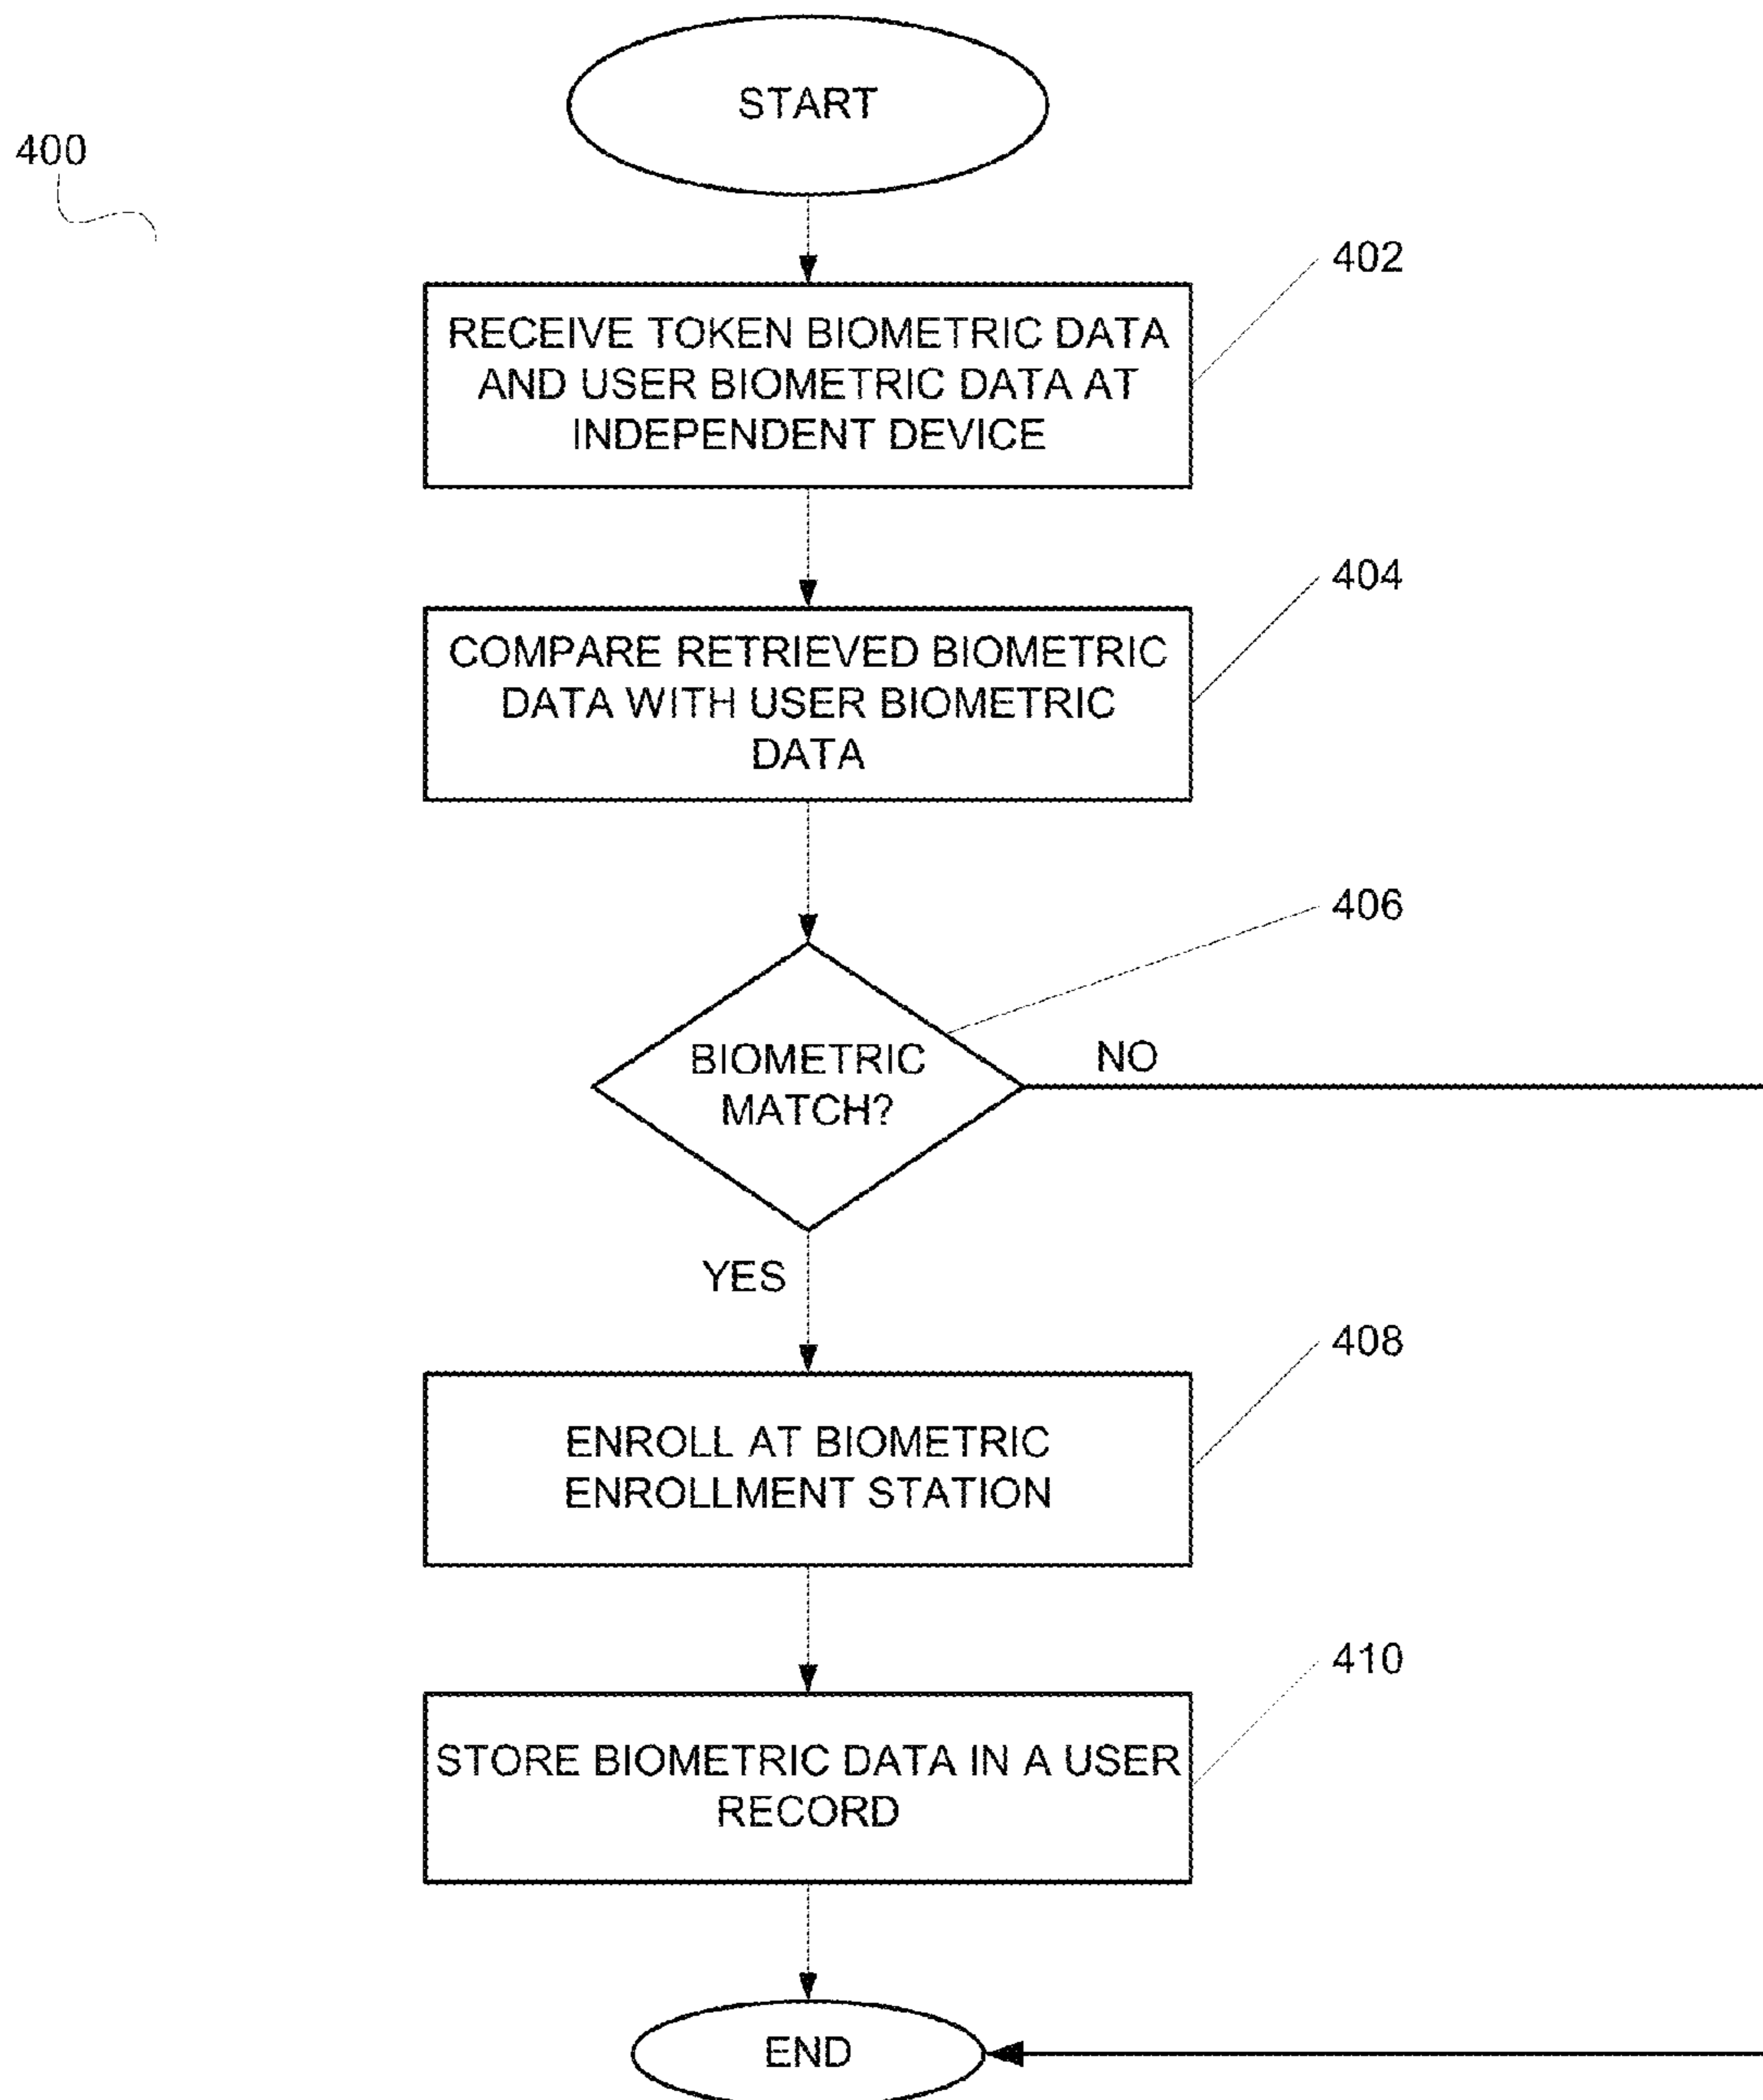 START
400
402
RECEIVE TOKEN BIOMETRIC DATA
AND USER BIOMETRIC DATA AT
INDEPENDENT DEVICE
404
COMPARE RETRIEVED BIOMETRIC
DATA WITH USER BIOMETRIC
DATA
406
BIOMETRIC
MATCH?
NO
YES
408
ENROLL AT BIOMETRIC
ENROLLMENT STATION
410
STORE BIOMETRIC DATA IN A USER
RECORD
END